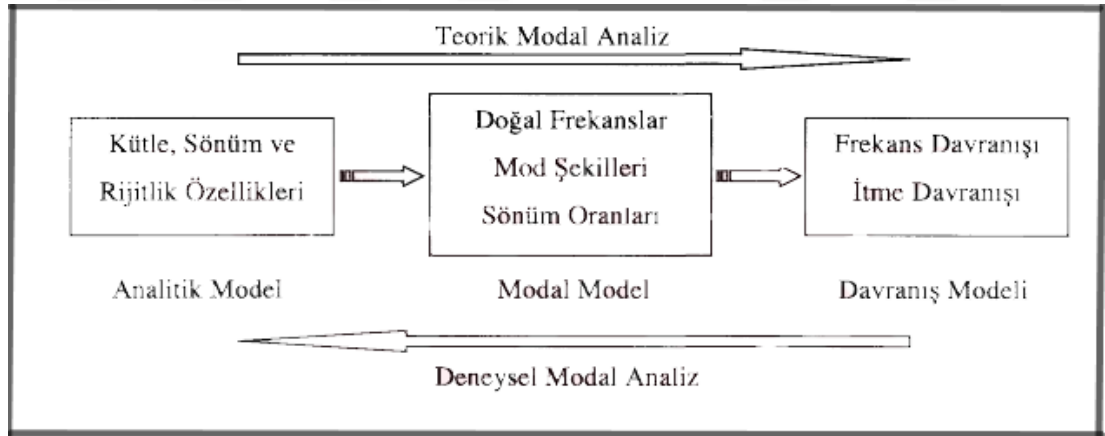 Teorik Modal Analiz
Kütle, Sönüm ve
Rijitlik Özellikleri
Doğal Frekanslar
Mod Şekilleri
Sönüm Oranları
Frekans Davranışı
İtme Davranışı
Analitik Model
Modal Model
Davranış Modeli
Deneysel Modal Analiz